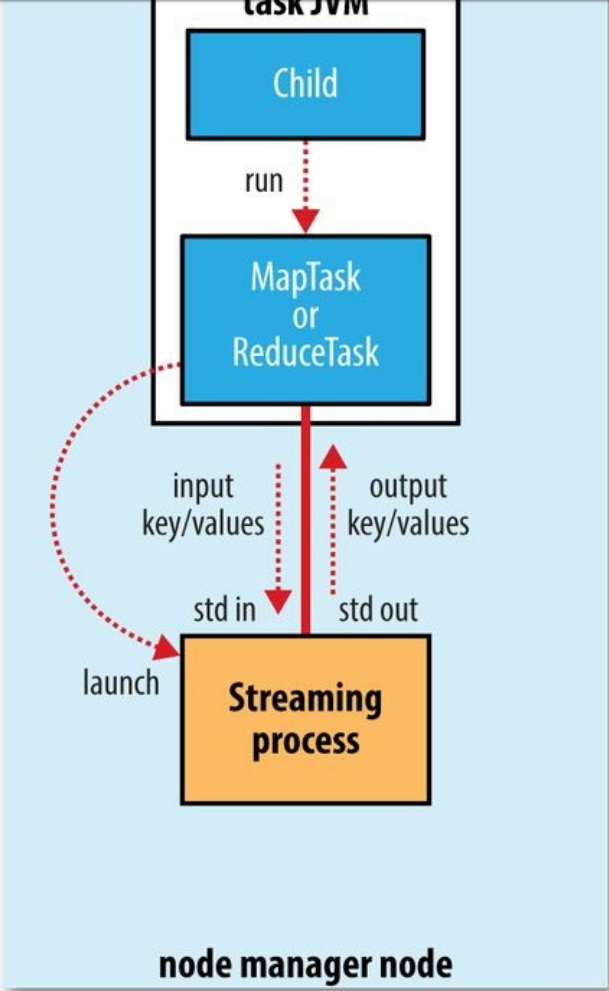 task JVM
Child
run
MapTask
or
ReduceTask
input
key/values
output
key/values
std in
std out
launch
Streaming
process
node manager node